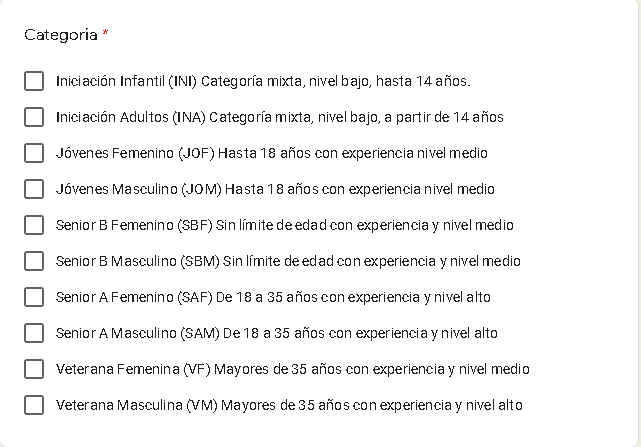 Categoria *
Iniciación Infantil (INI) Categoría mixta, nivel bajo, hasta 14 años.
Iniciación Adultos (INA) Categoría mixta, nivel bajo, a partir de 14 años
Jóvenes Femenino (JOF) Hasta 18 años con experiencia nivel medio
Jóvenes Masculino (JOM) Hasta 18 años con experiencia nivel medio
Senior B Femenino (SBF) Sin límite de edad con experiencia y nivel medio
Senior B Masculino (SBM) Sin límite de edad con experiencia y nivel medio
Senior A Femenino (SAF) De 18 a 35 años con experiencia y nivel alto
Senior A Masculino (SAM) De 18 a 35 años con experiencia y nivel alto
Veterana Femenina (VF) Mayores de 35 años con experiencia y nivel medio
Veterana Masculina (VM) Mayores de 35 años con experiencia y nivel alto